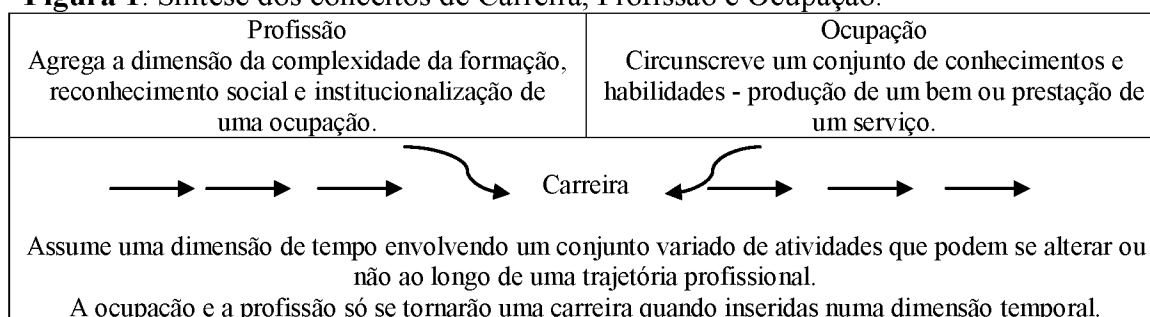 Figura 1. Síntese dos conceitos de Carreira, Profissão e Ocupação.
Profissão
Agrega a dimensão da complexidade da formação,
reconhecimento social e institucionalização de
uma ocupação.
Ocupação
Circunscreve um conjunto de conhecimentos e
habilidades - produção de um bem ou prestação de
um serviço.
Carreira
Assume uma dimensão de tempo envolvendo um conjunto variado de atividades que podem se alterar ou
não ao longo de uma trajetória profissional.
A ocupação e a profissão só se tornarão uma carreira quando inseridas numa dimensão temporal.